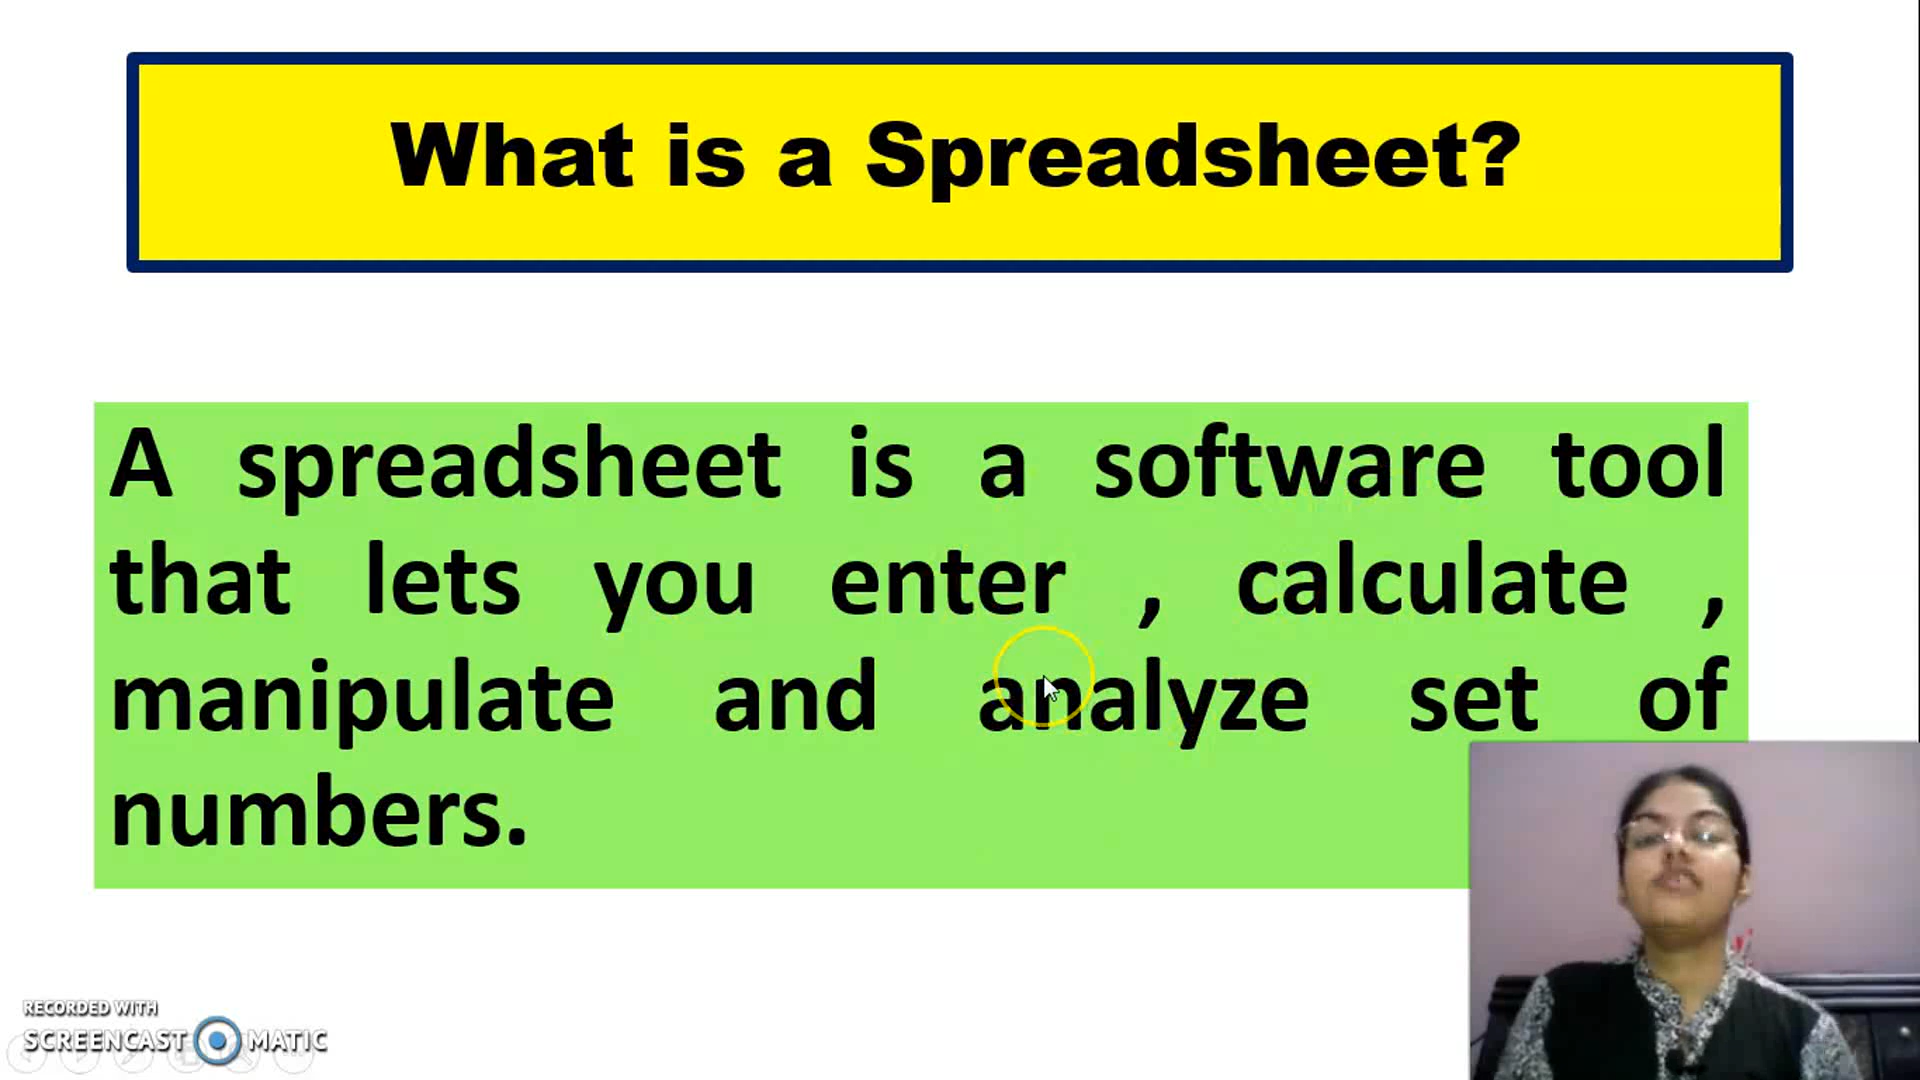 What is a Spreadsheet?
A spreadsheet is a software tool
that lets you enter , calculate ,
manipulate and analyze set of
numbers.
RECORDED WITH
SCREENCAST MATIC